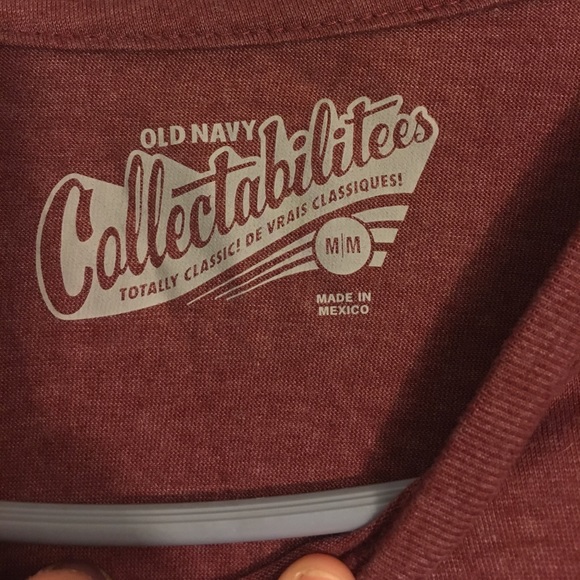 OLD NAVY
Collectabilitees
TOTALLY CLASSIC! DE VRAIS CLASSIQUES!
M|M
MADE IN
MEXICO